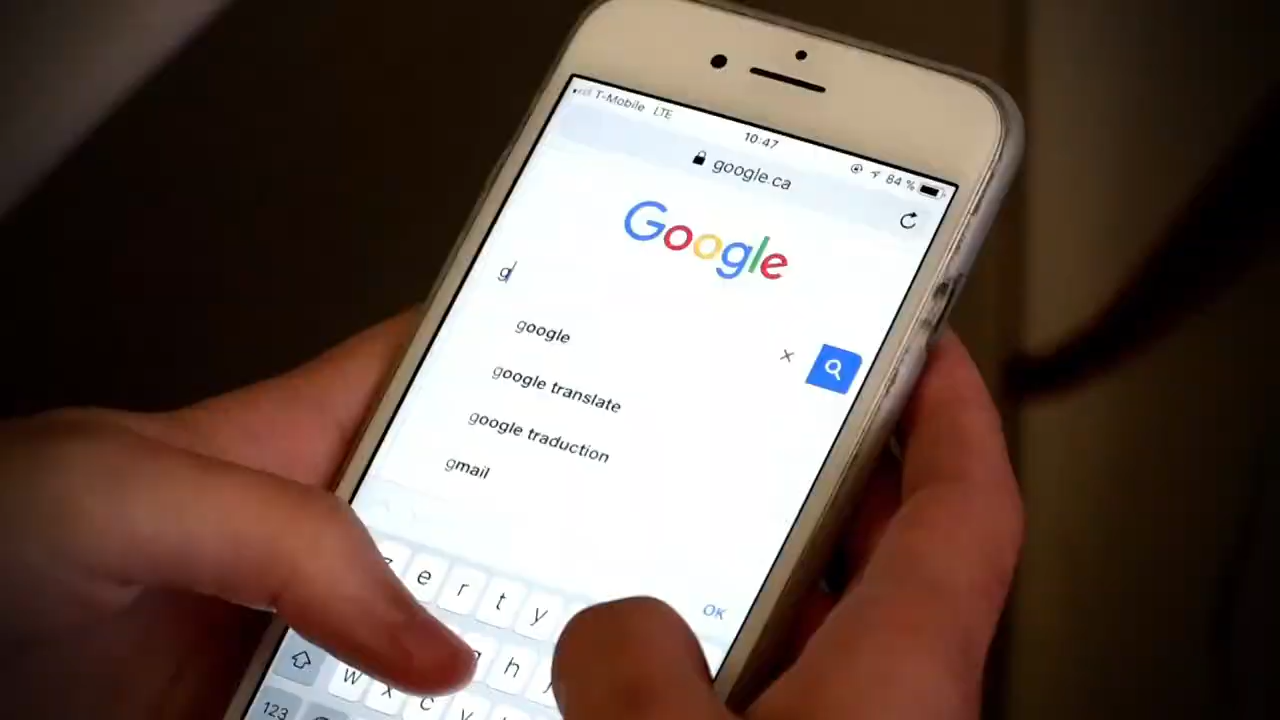 T-Mobile LTE
10:47
84 %
google.ca
Google
g
google
google translate
google traduction
gmail
OK
z e r t y
g h j
w x c v
123